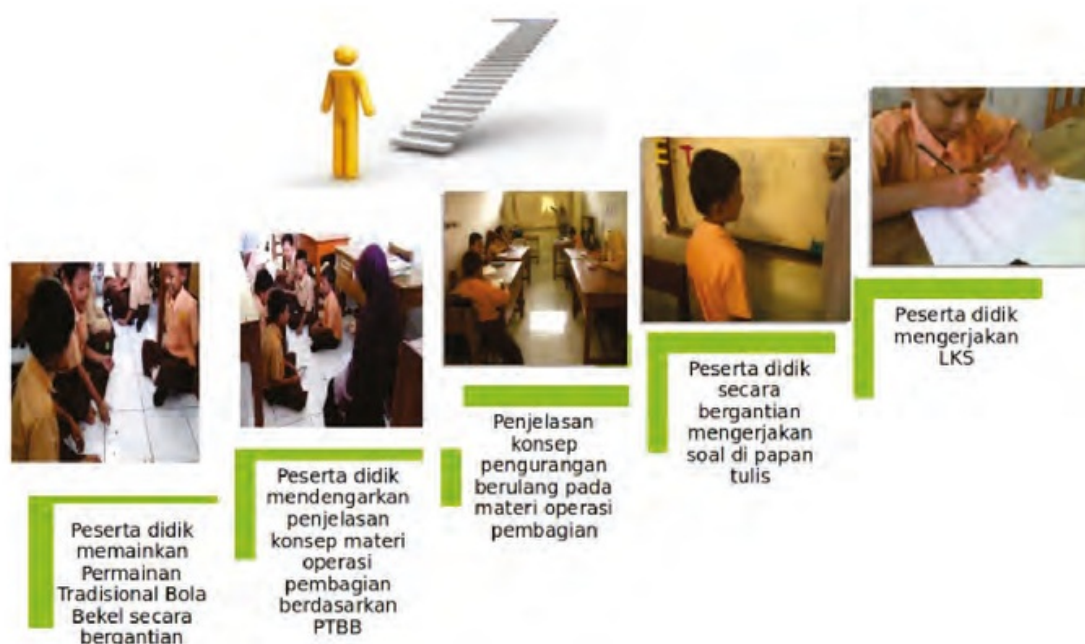 Peserta didik
memainkan
Permainan
Tradisional Bola
Bekel secara
bergantian
Peserta didik
mendengarkan
penjelasan
konsep materi
operasi
pembagian
berdasarkan
PTBB
Penjelasan
konsep
pengurangan
berulang pada
materi operasi
pembagian
Peserta didik
secara
bergantian
mengerjakan
soal di papan
tulis
Peserta didik
mengerjakan
LKS